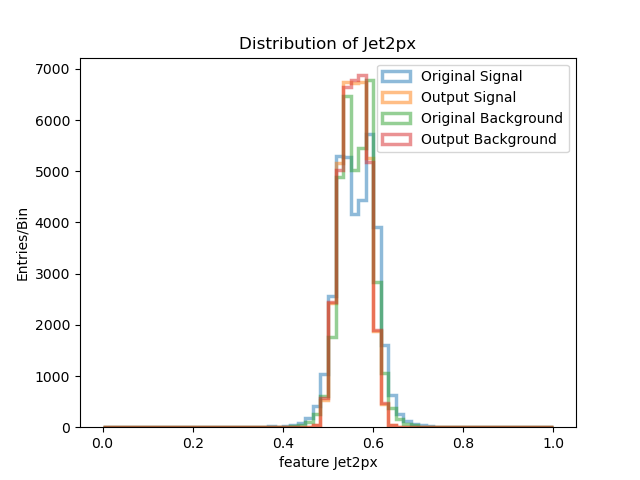 Distribution of Jet2px
Original Signal
Output Signal
Original Background
Output Background
Entries/Bin
7000
6000
5000
4000
3000
2000
1000
0
0.0 0.2 0.4 0.6 0.8 1.0
feature Jet2px